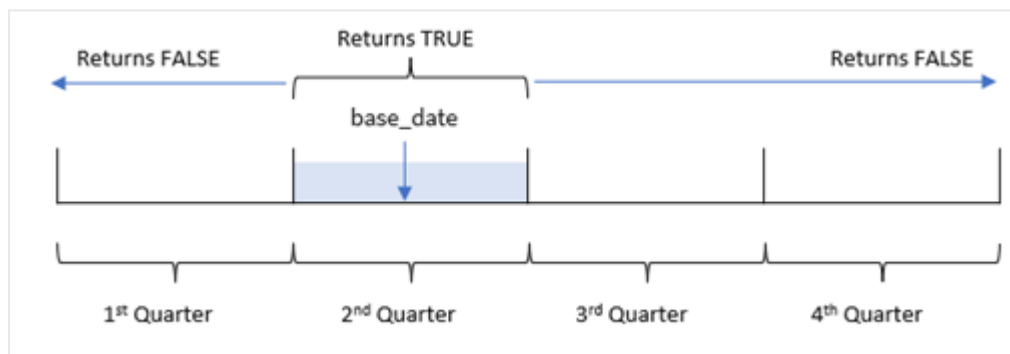 Returns TRUE
Returns FALSE
Returns FALSE
base_date
1st Quarter
2nd Quarter
3rd Quarter
4th Quarter